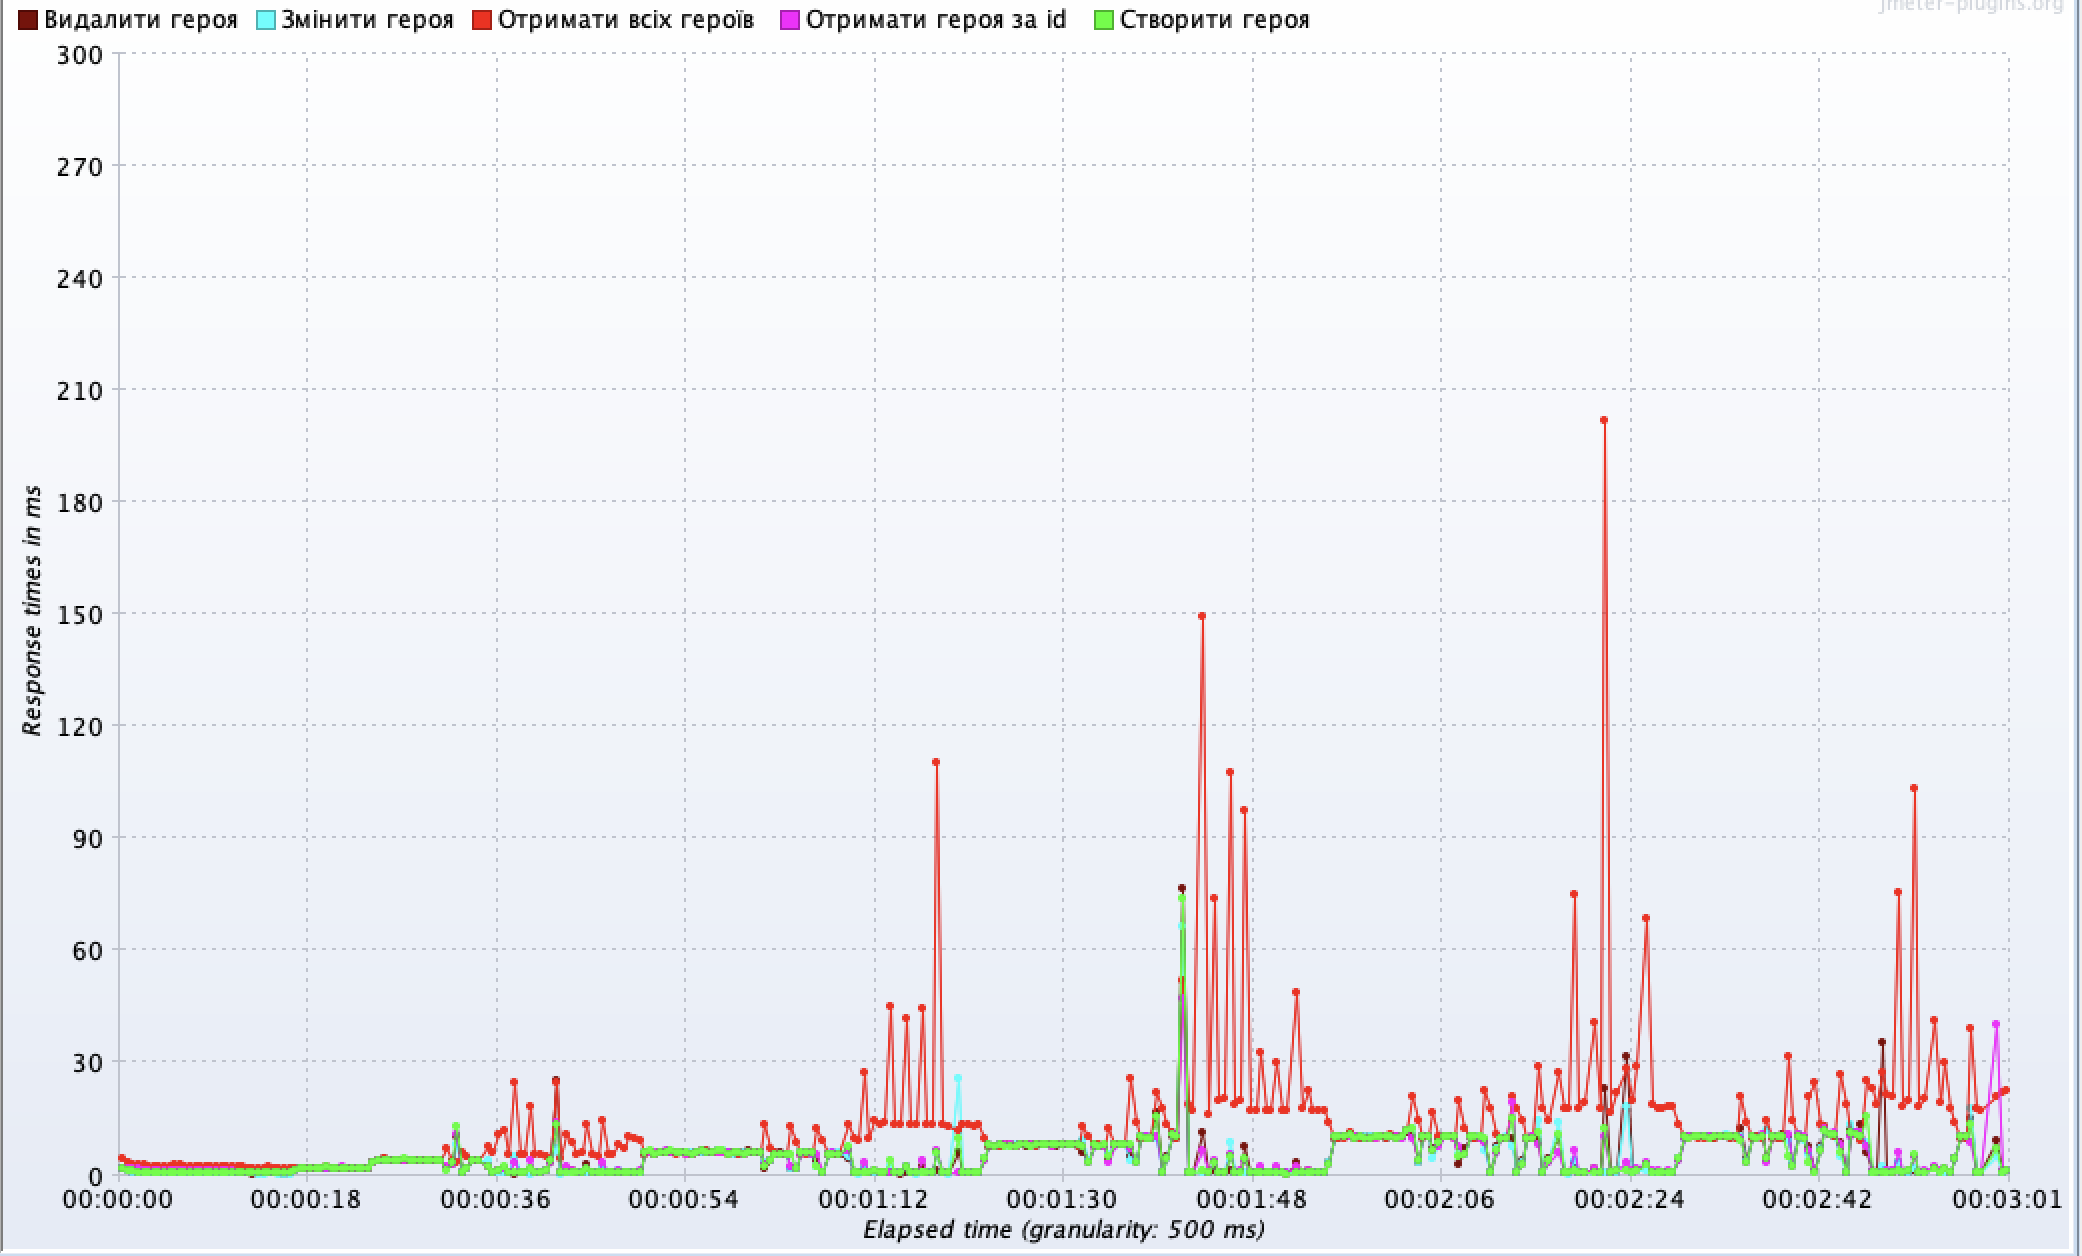 jmeter-plugins.org
Видалити героя Змінити героя Отримати всіх героїв Отримати героя за id Створити героя
300
270
240
210
180
150
120
90
60
30
0
Response times in ms
00:00:00 00:00:18 00:00:36 00:00:54 00:01:12 00:01:30 00:01:48 00:02:06 00:02:24 00:02:42 00:03:01
Elapsed time (granularity: 500 ms)